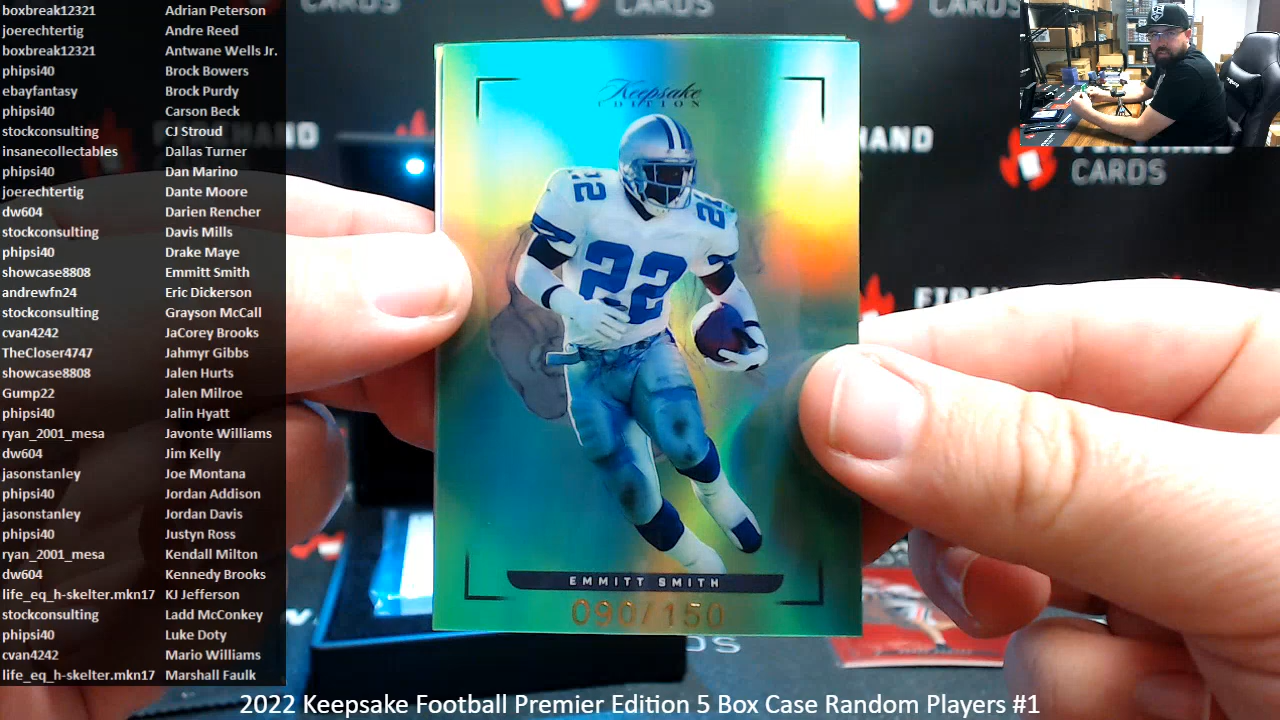 boxbreak12321 Adrian Peterson
joerechtertig Andre Reed
boxbreak12321 Antwane Wells Jr.
phipsi40 Brock Bowers
ebayfantasy Brock Purdy
phipsi40 Carson Beck
stockconsulting CJ Stroud
insanecollectables Dallas Turner
phipsi40 Dan Marino
joerechtertig Dante Moore
dw604 Darien Rencher
stockconsulting Davis Mills
phipsi40 Drake Maye
showcase8808 Emmitt Smith
andrewfn24 Eric Dickerson
stockconsulting Grayson McCall
cvan4242 JaCorey Brooks
TheCloser4747 Jahmyr Gibbs
showcase8808 Jalen Hurts
Gump22 Jalen Milroe
phipsi40 Jalin Hyatt
ryan_2001_mesa Javonte Williams
dw604 Jim Kelly
jasonstanley Joe Montana
phipsi40 Jordan Addison
jasonstanley Jordan Davis
phipsi40 Justyn Ross
ryan_2001_mesa Kendall Milton
dw604 Kennedy Brooks
life_eq_h-skelter.mkn17 KJ Jefferson
stockconsulting Ladd McConkey
phipsi40 Luke Doty
cvan4242 Mario Williams
life_eq_h-skelter.mkn17 Marshall Faulk
CARDS
CARDS
Keepsake
EDITION
22
22
22
EMMITT SMITH
090/150
CARDS
2022 Keepsake Football Premier Edition 5 Box Case Random Players #1